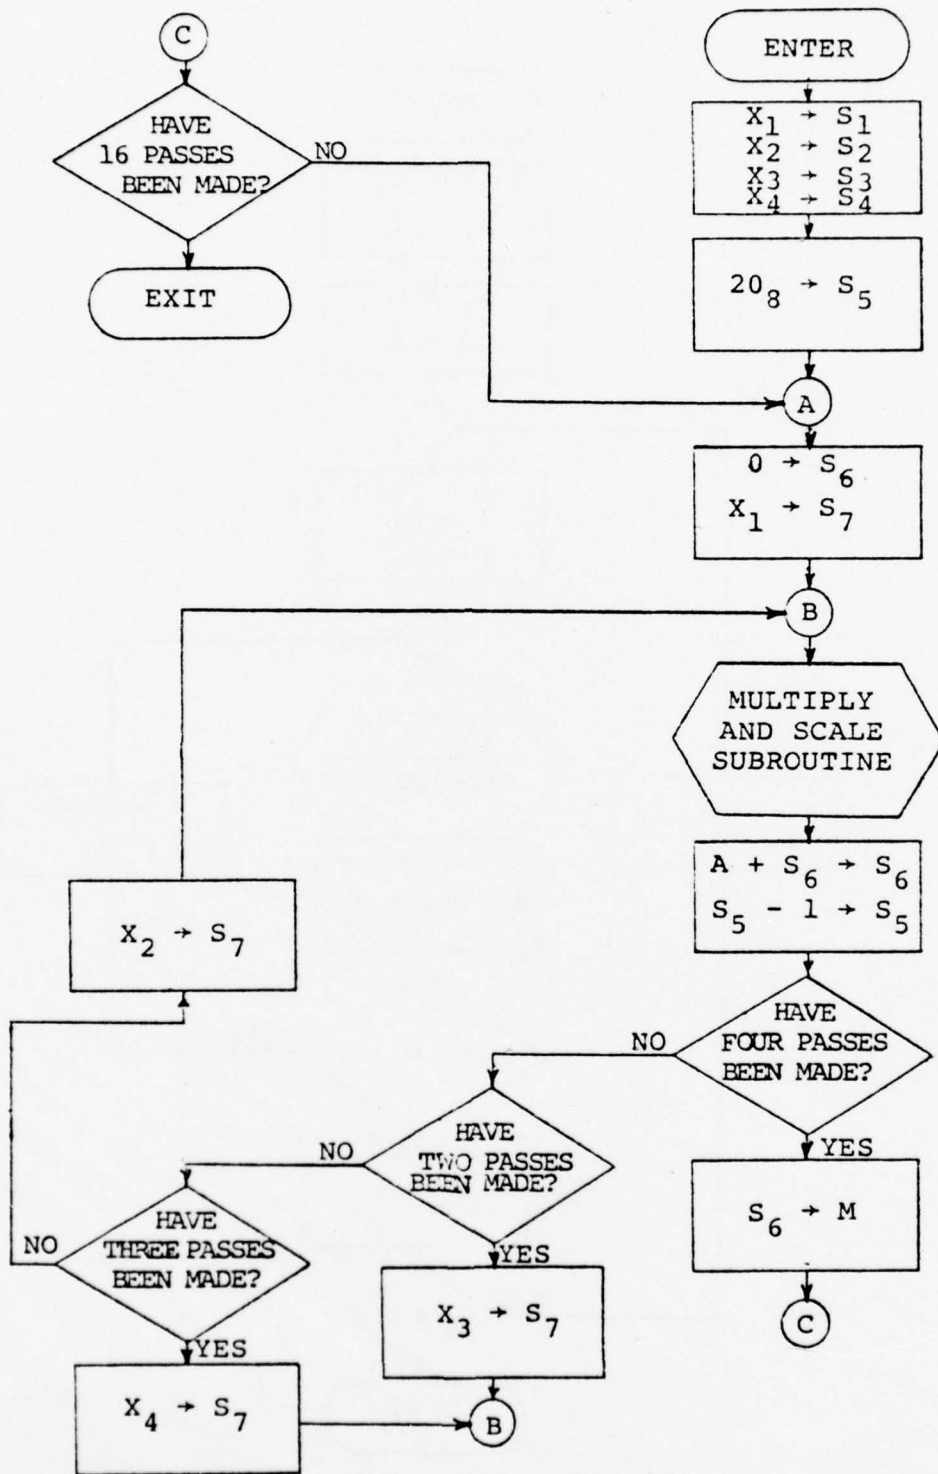 C
HAVE
16 PASSES
BEEN MADE?
NO
EXIT
ENTER
X₁ → S₁
X₂ → S₂
X₃ → S₃
X₄ → S₄
20₈ → S₅
A
0 → S₆
X₁ → S₇
B
MULTIPLY
AND SCALE
SUBROUTINE
A + S₆ → S₆
S₅ - 1 → S₅
HAVE
FOUR PASSES
BEEN MADE?
NO
YES
S₆ → M
C
HAVE
TWO PASSES
BEEN MADE?
NO
YES
X₃ → S₇
B
HAVE
THREE PASSES
BEEN MADE?
NO
YES
X₄ → S₇
X₂ → S₇